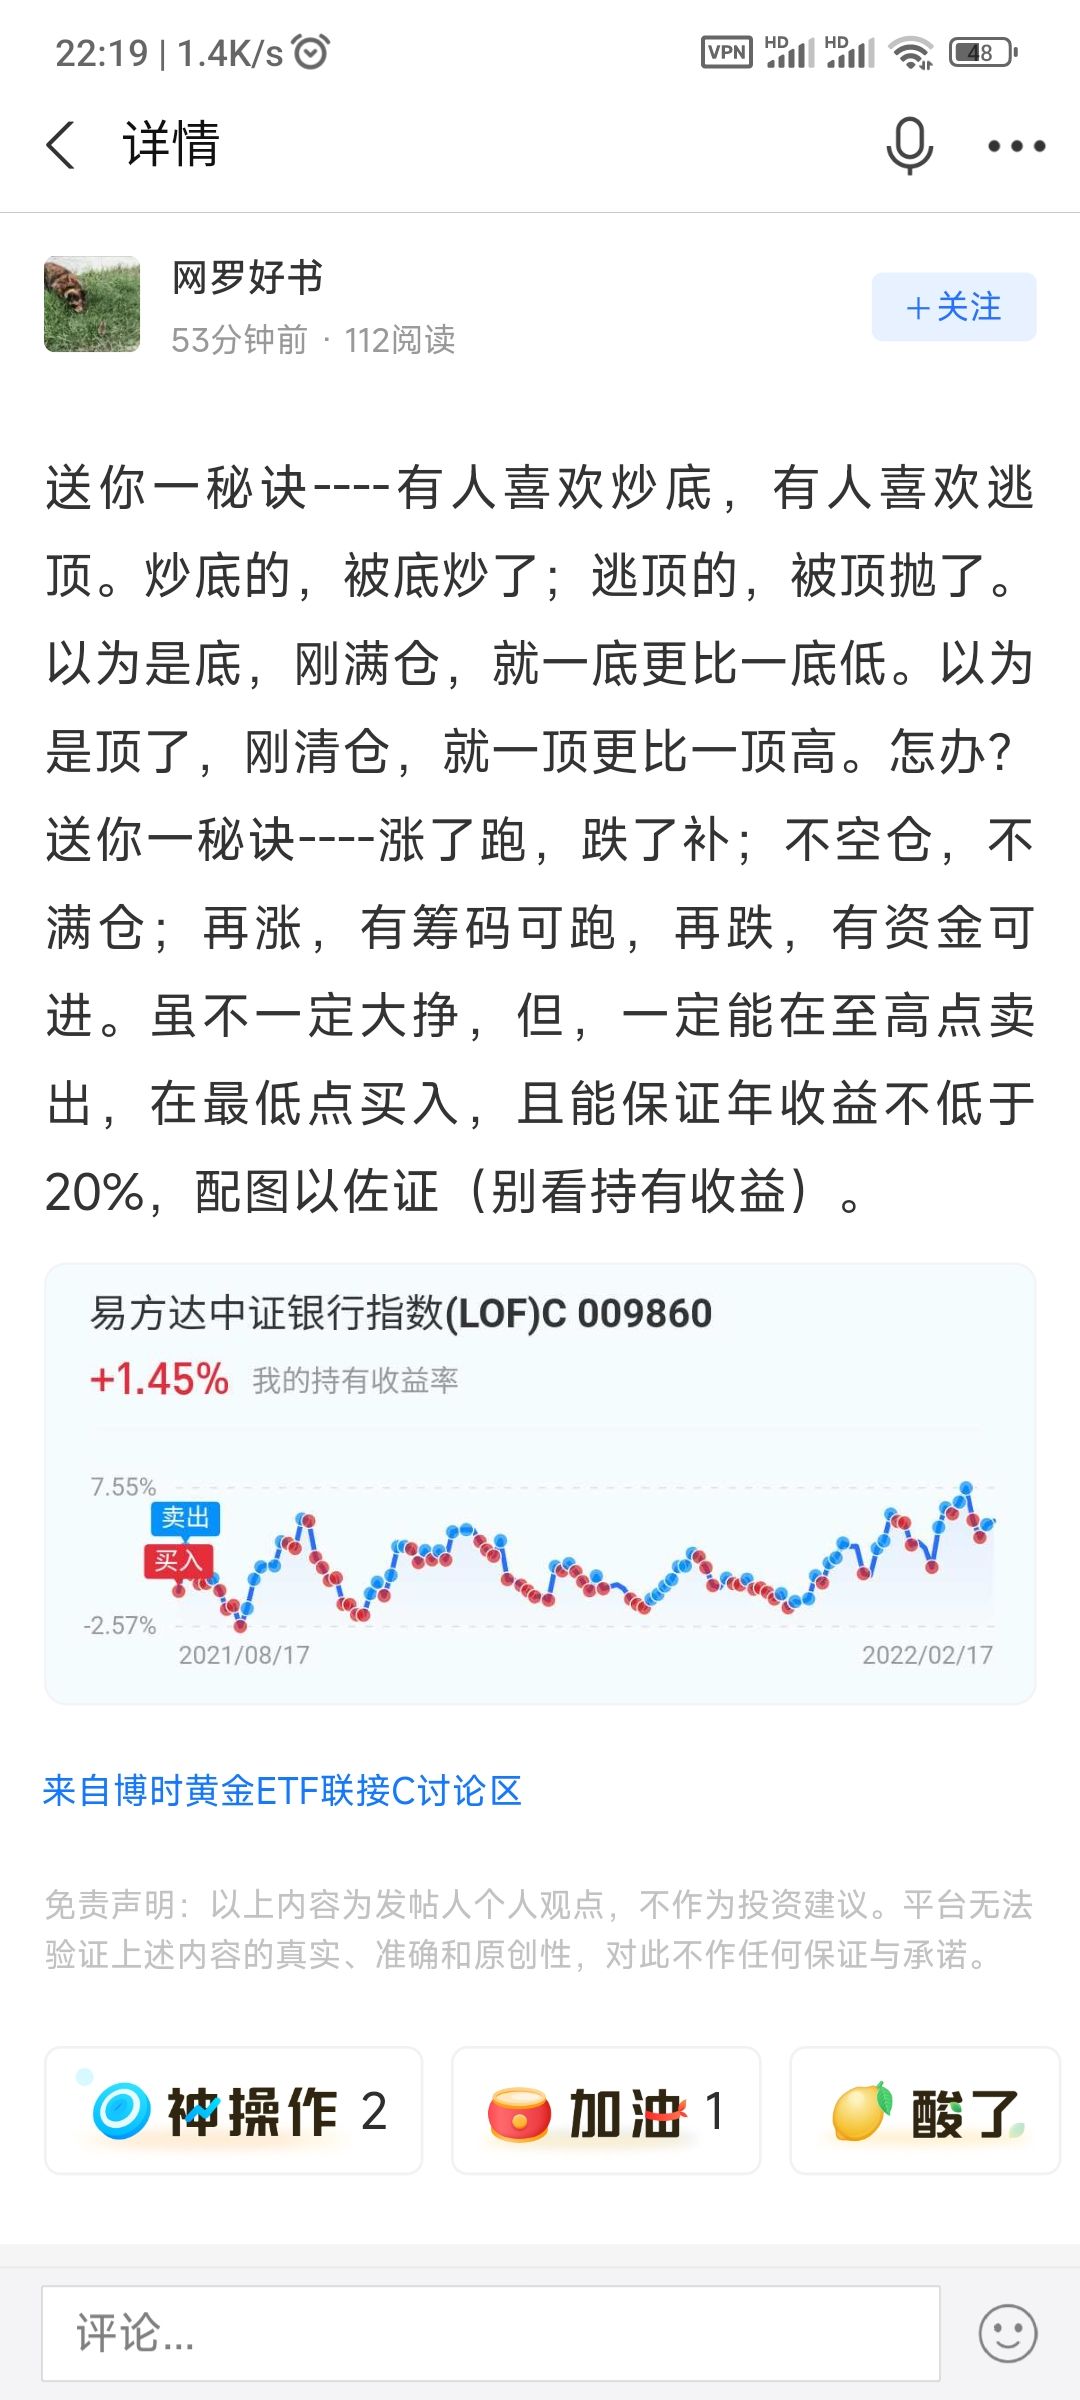 22:19 | 1.4K/s
VPN HD HD 48
详情
网罗好书
53分钟前 · 112阅读
+关注
送你一秘诀----有人喜欢炒底，有人喜欢逃
顶。炒底的，被底炒了；逃顶的，被顶抛了。
以为是底，刚满仓，就一底更比一底低。以为
是顶了，刚清仓，就一顶更比一顶高。怎办？
送你一秘诀----涨了跑，跌了补；不空仓，不
满仓；再涨，有筹码可跑，再跌，有资金可
进。虽不一定大挣，但，一定能在至高点卖
出，在最低点买入，且能保证年收益不低于
20%，配图以佐证（别看持有收益）。
易方达中证银行指数(LOF)C 009860
+1.45% 我的持有收益率
7.55%
卖出
买入
-2.57%
2021/08/17 2022/02/17
来自博时黄金ETF联接C讨论区
免责声明：以上内容为发帖人个人观点，不作为投资建议。平台无法
验证上述内容的真实、准确和原创性，对此不作任何保证与承诺。
神操作 2 加油 1 酸了
评论...